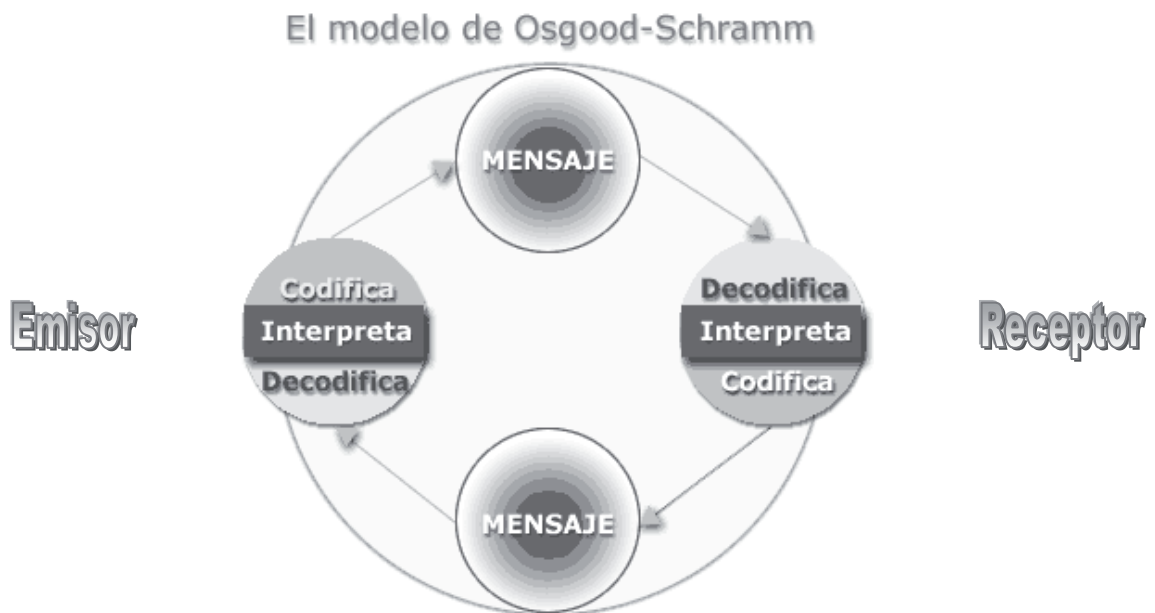 El modelo de Osgood-Schramm
MENSAJE
Codifica
Interpreta
Decodifica
Emisor
Decodifica
Interpreta
Codifica
Receptor
MENSAJE